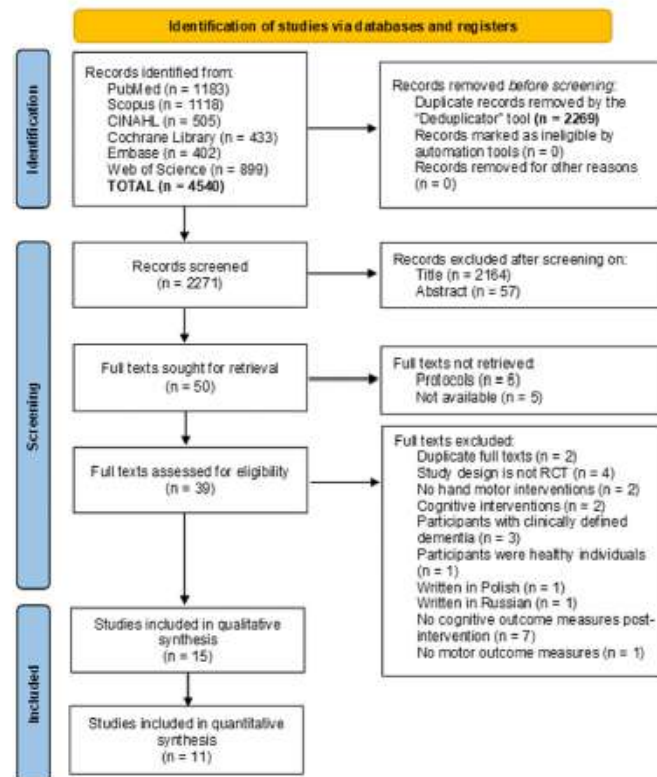 Identification of studies via databases and registers
Identification
Records identified from:
PubMed (n = 1183)
Scopus (n = 1118)
CINAHL (n = 505)
Cochrane Library (n = 433)
Embase (n = 402)
Web of Science (n = 899)
TOTAL (n = 4540)
Records removed before screening:
Duplicate records removed by the
“Deduplicator” tool (n = 2269)
Records marked as ineligible by
automation tools (n = 0)
Records removed for other reasons
(n = 0)
Screening
Records screened
(n = 2271)
Records excluded after screening on:
Title (n = 2164)
Abstract (n = 57)
Full texts sought for retrieval
(n = 50)
Full texts not retrieved:
Protocols (n = 6)
Not available (n = 5)
Full texts assessed for eligibility
(n = 39)
Full texts excluded:
Duplicate full texts (n = 2)
Study design is not RCT (n = 4)
No hand motor interventions (n = 2)
Cognitive interventions (n = 2)
Participants with clinically defined
dementia (n = 3)
Participants were healthy individuals
(n = 1)
Written in Polish (n = 1)
Written in Russian (n = 1)
No cognitive outcome measures post-
intervention (n = 7)
No motor outcome measures (n = 1)
Included
Studies included in qualitative
synthesis
(n = 15)
Studies included in quantitative
synthesis
(n = 11)